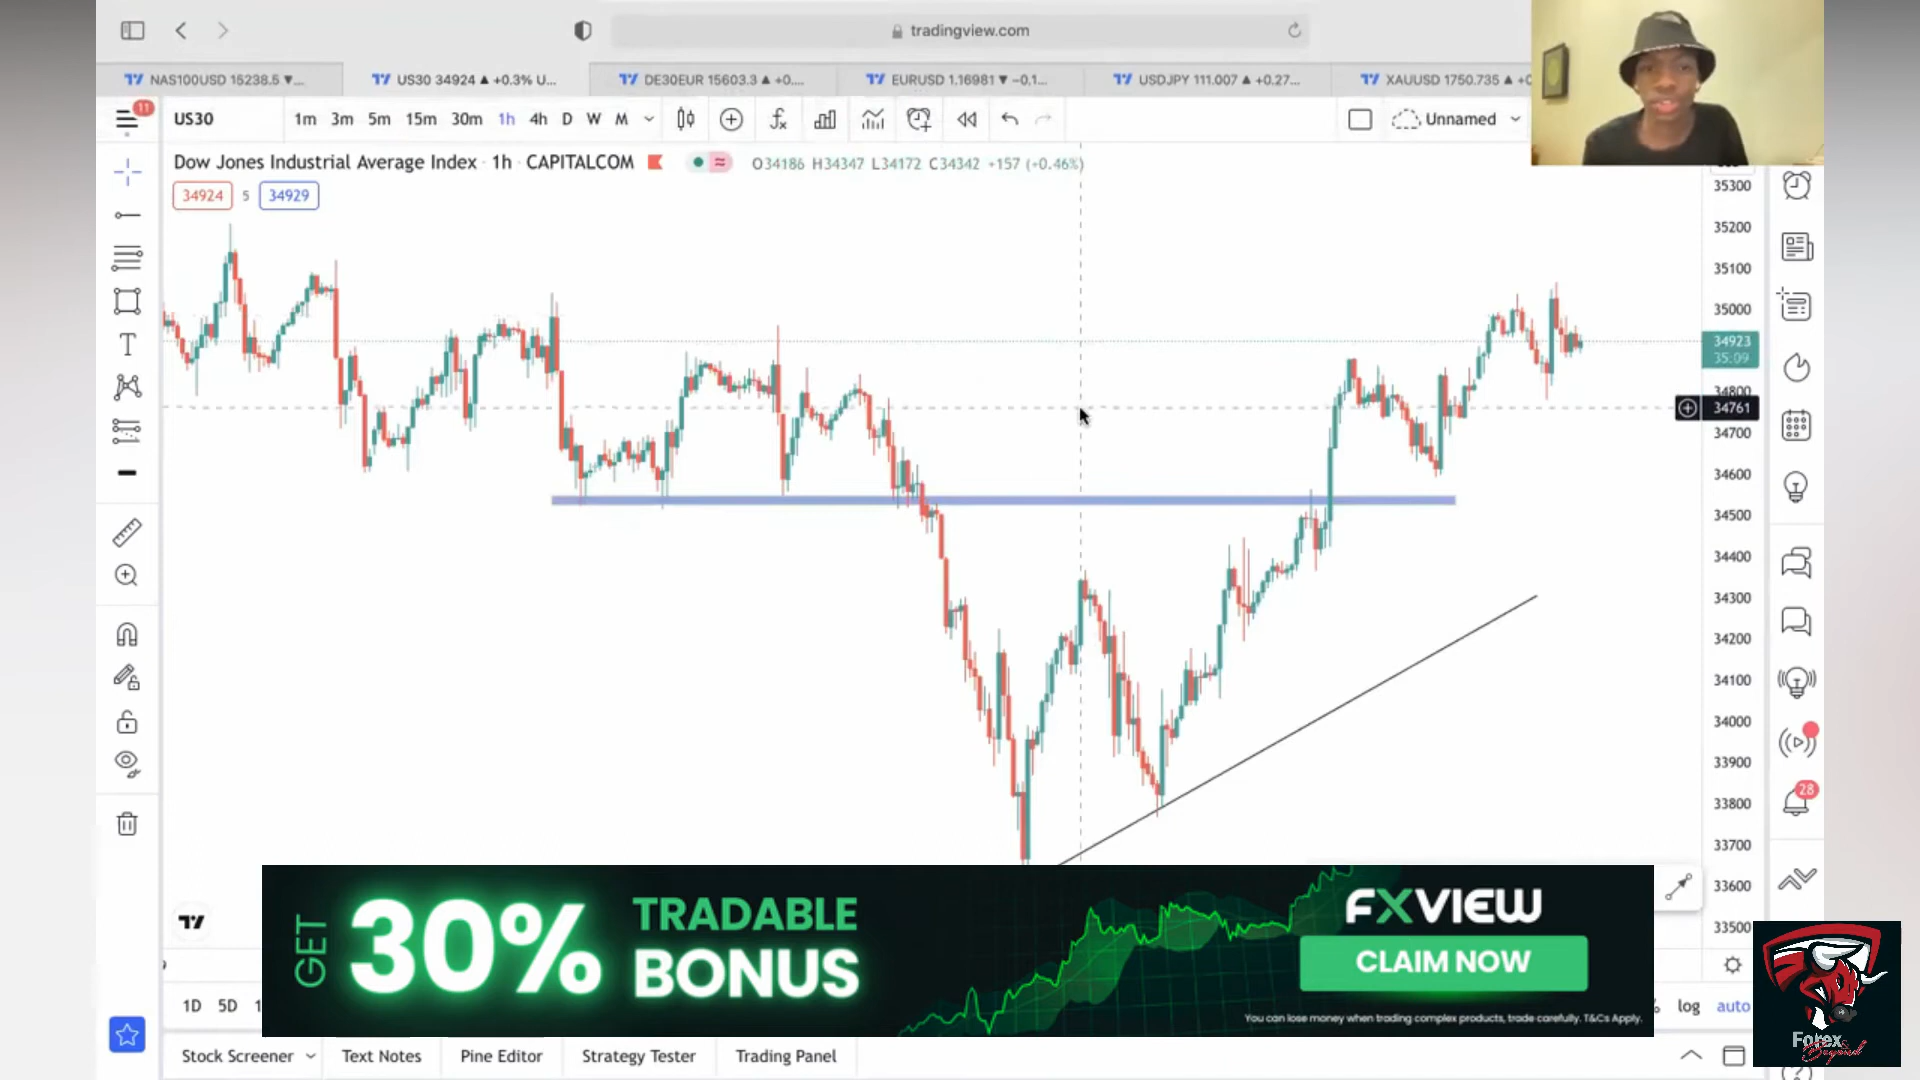 tradingview.com
NAS100USD 15238.5 ▼...
US30 34924 ▲ +0.3% U...
DE30EUR 15603.3 ▲ +0....
EURUSD 1.16981 ▼ −0.1...
USDJPY 111.007 ▲ +0.27...
XAUUSD 1750.735 ▲ +0
11
US30
1m 3m 5m 15m 30m 1h 4h D W M
Unnamed
Dow Jones Industrial Average Index · 1h · CAPITALCOM
O34186 H34347 L34172 C34342 +157 (+0.46%)
34924 5 34929
35300
35200
35100
35000
34923
35:09
34800
34761
34700
34600
34500
34400
34300
34200
34100
34000
33900
33800
33700
33600
33500
28
GET 30% TRADABLE BONUS
FXVIEW
CLAIM NOW
You can lose money when trading complex products, trade carefully. T&Cs Apply.
1D 5D
% log auto
Stock Screener Text Notes Pine Editor Strategy Tester Trading Panel
Forex
Beyond